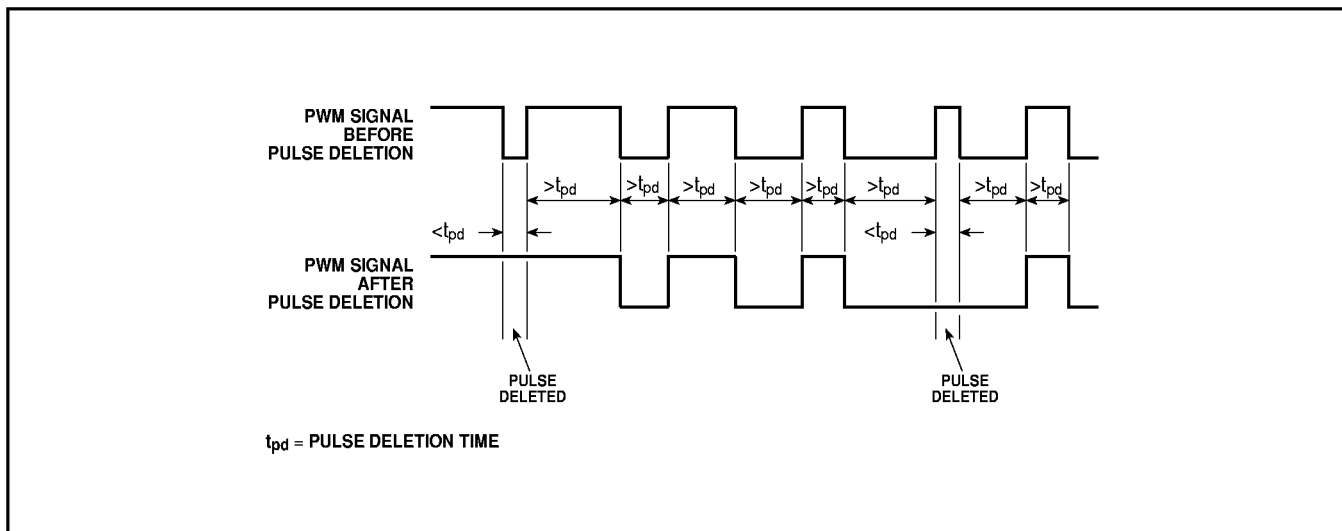 PWM SIGNAL
BEFORE
PULSE DELETION
>tpd >tpd >tpd >tpd >tpd >tpd >tpd >tpd
<tpd <tpd
PWM SIGNAL
AFTER
PULSE DELETION
PULSE
DELETED
PULSE
DELETED
tpd = PULSE DELETION TIME